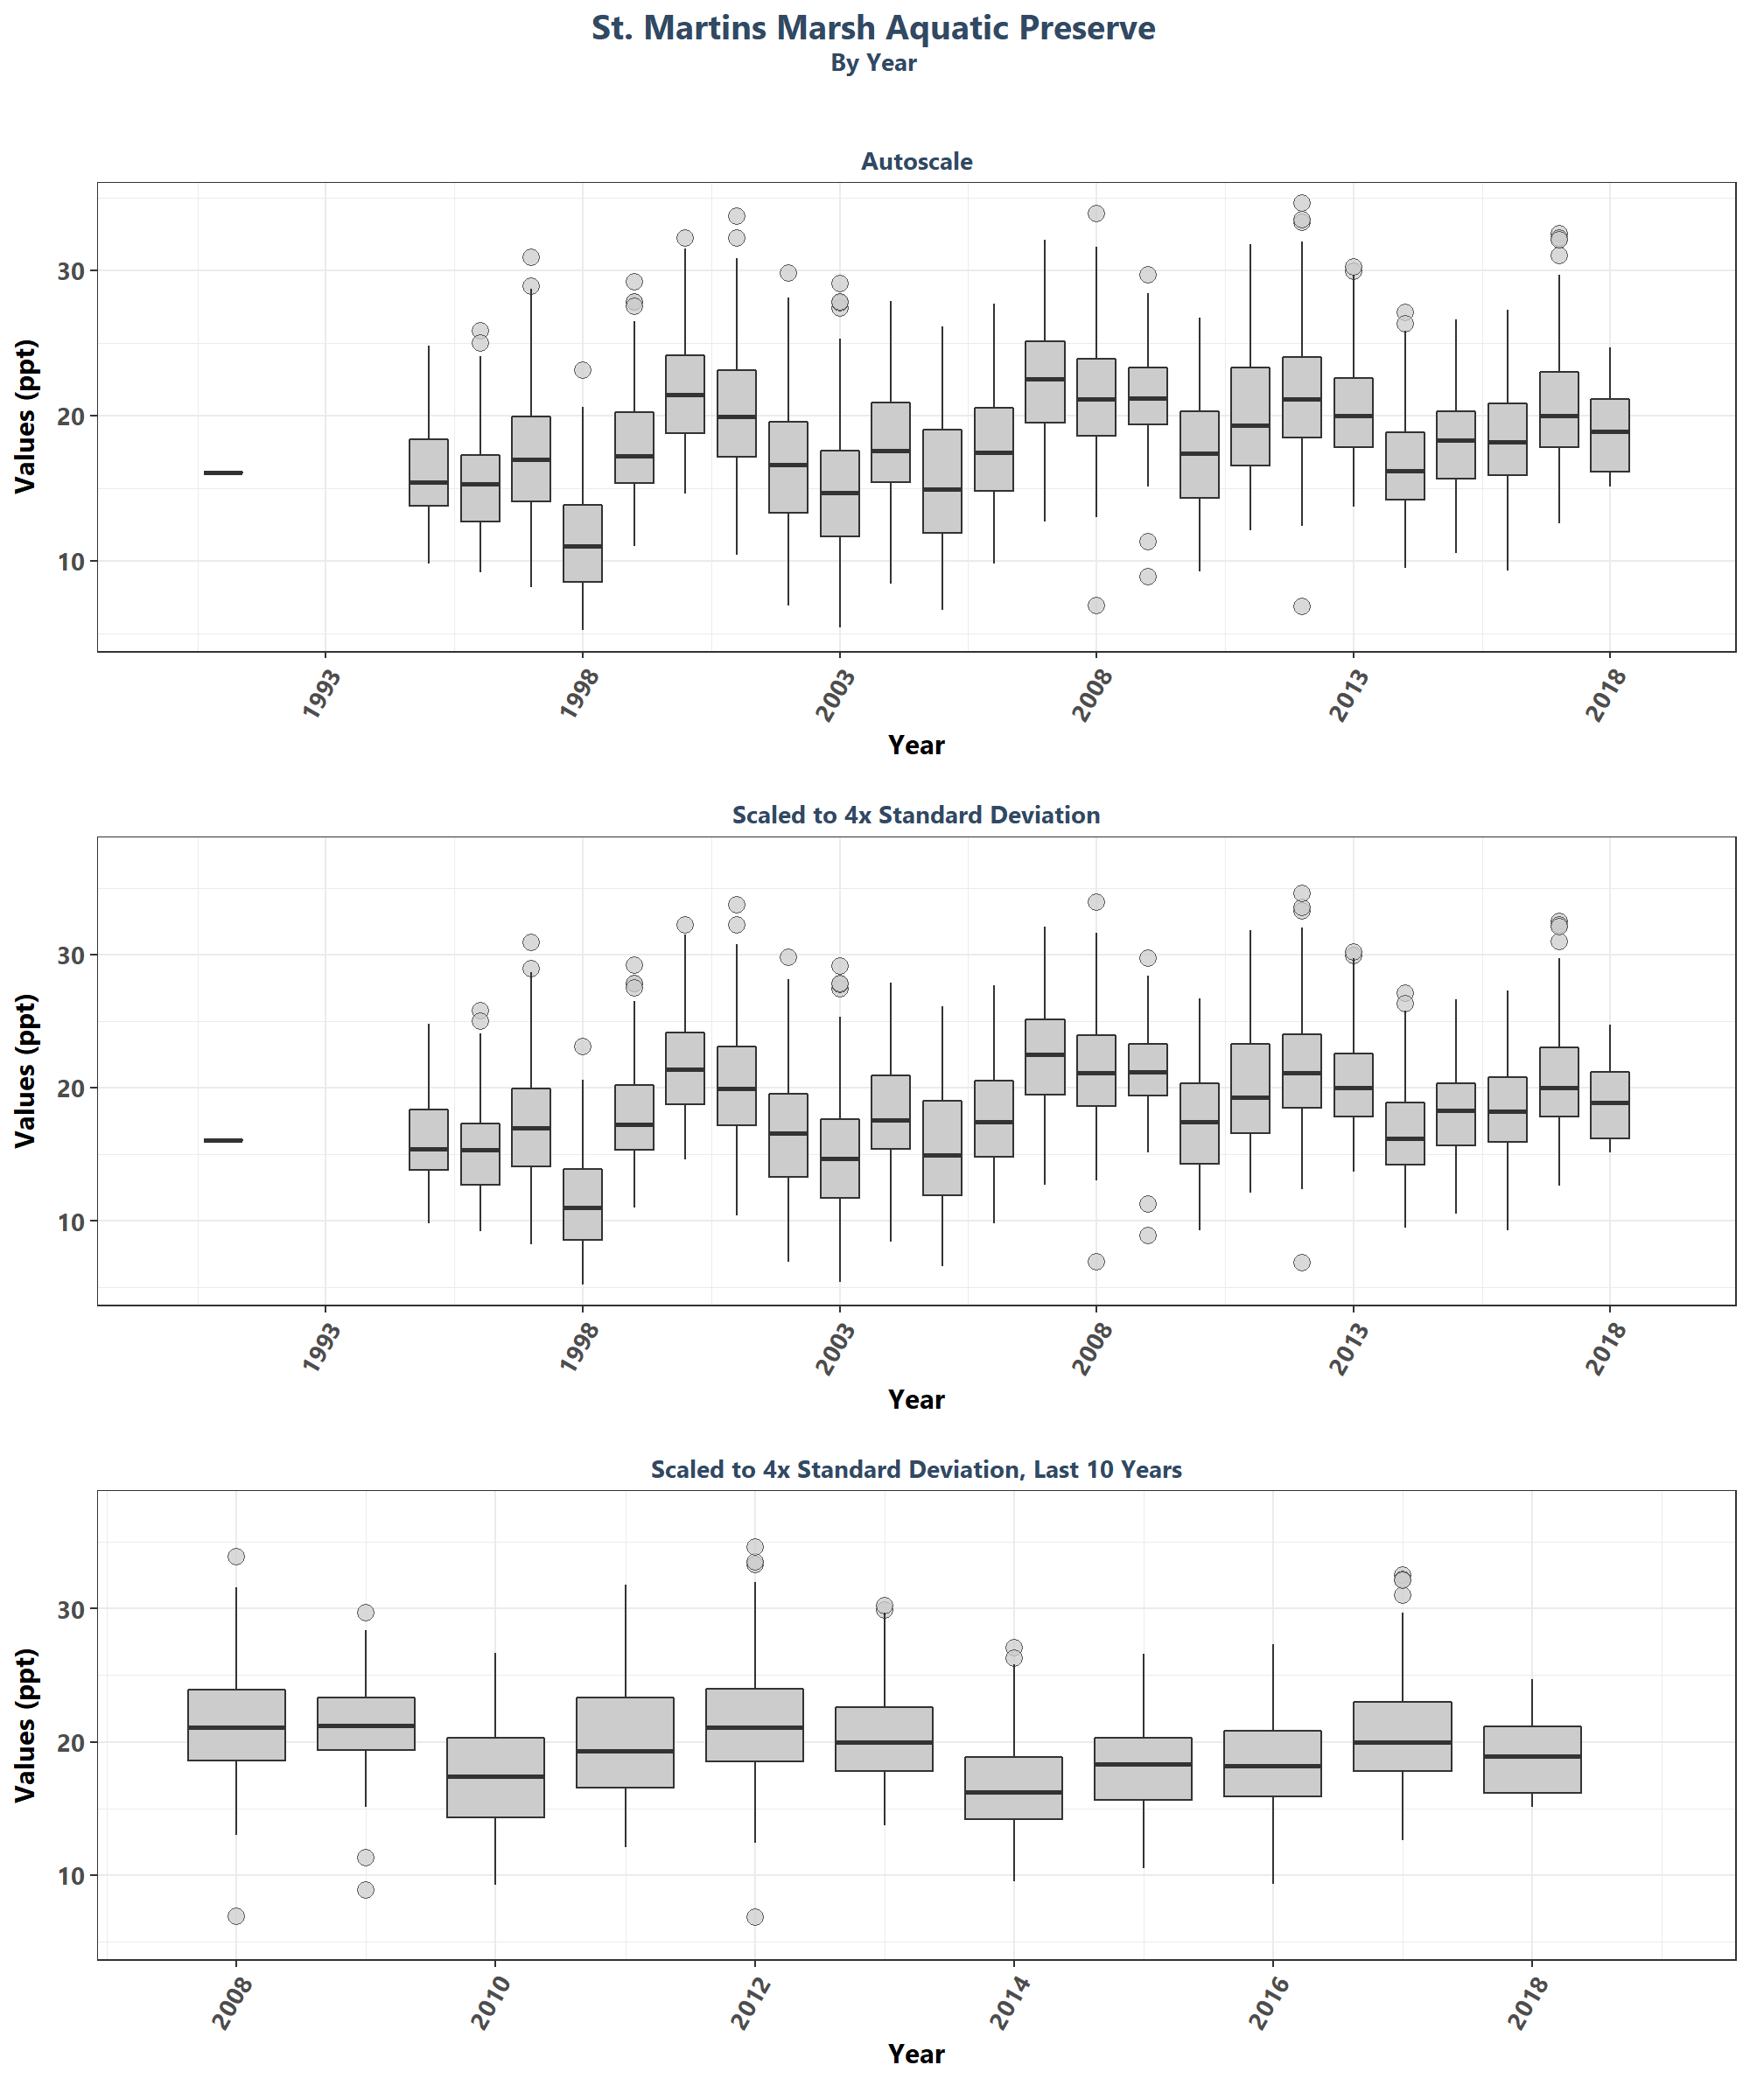 St. Martins Marsh Aquatic Preserve
By Year
Autoscale
Values (ppt)
30
20
10
1993 1998 2003 2008 2013 2018
Year
Scaled to 4x Standard Deviation
Values (ppt)
30
20
10
1993 1998 2003 2008 2013 2018
Year
Scaled to 4x Standard Deviation, Last 10 Years
Values (ppt)
30
20
10
2008 2010 2012 2014 2016 2018
Year